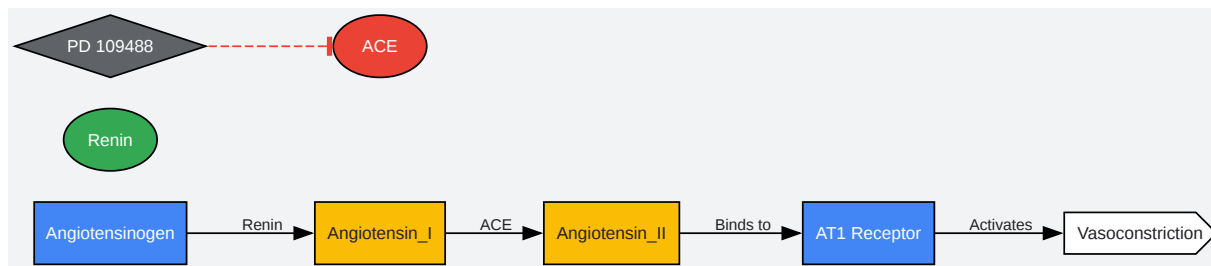 PD 109488
ACE
Renin
Angiotensinogen
Renin
Angiotensin_I
ACE
Angiotensin_II
Binds to
AT1 Receptor
Activates
Vasoconstriction